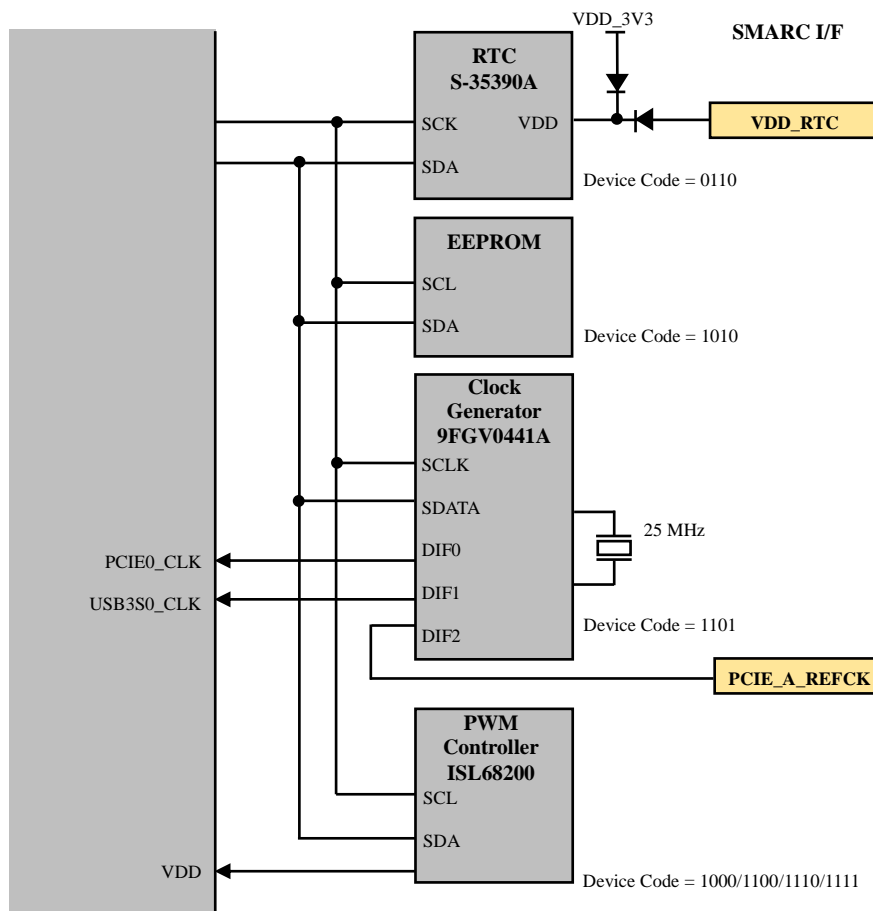 VDD_3V3
SMARC I/F
RTC
S-35390A
SCK
VDD
VDD_RTC
SDA
Device Code = 0110
EEPROM
SCL
SDA
Device Code = 1010
Clock
Generator
9FGV0441A
SCLK
SDATA
25 MHz
PCIE0_CLK
DIF0
USB3S0_CLK
DIF1
Device Code = 1101
DIF2
PCIE_A_REFCK
PWM
Controller
ISL68200
SCL
SDA
VDD
Device Code = 1000/1100/1110/1111